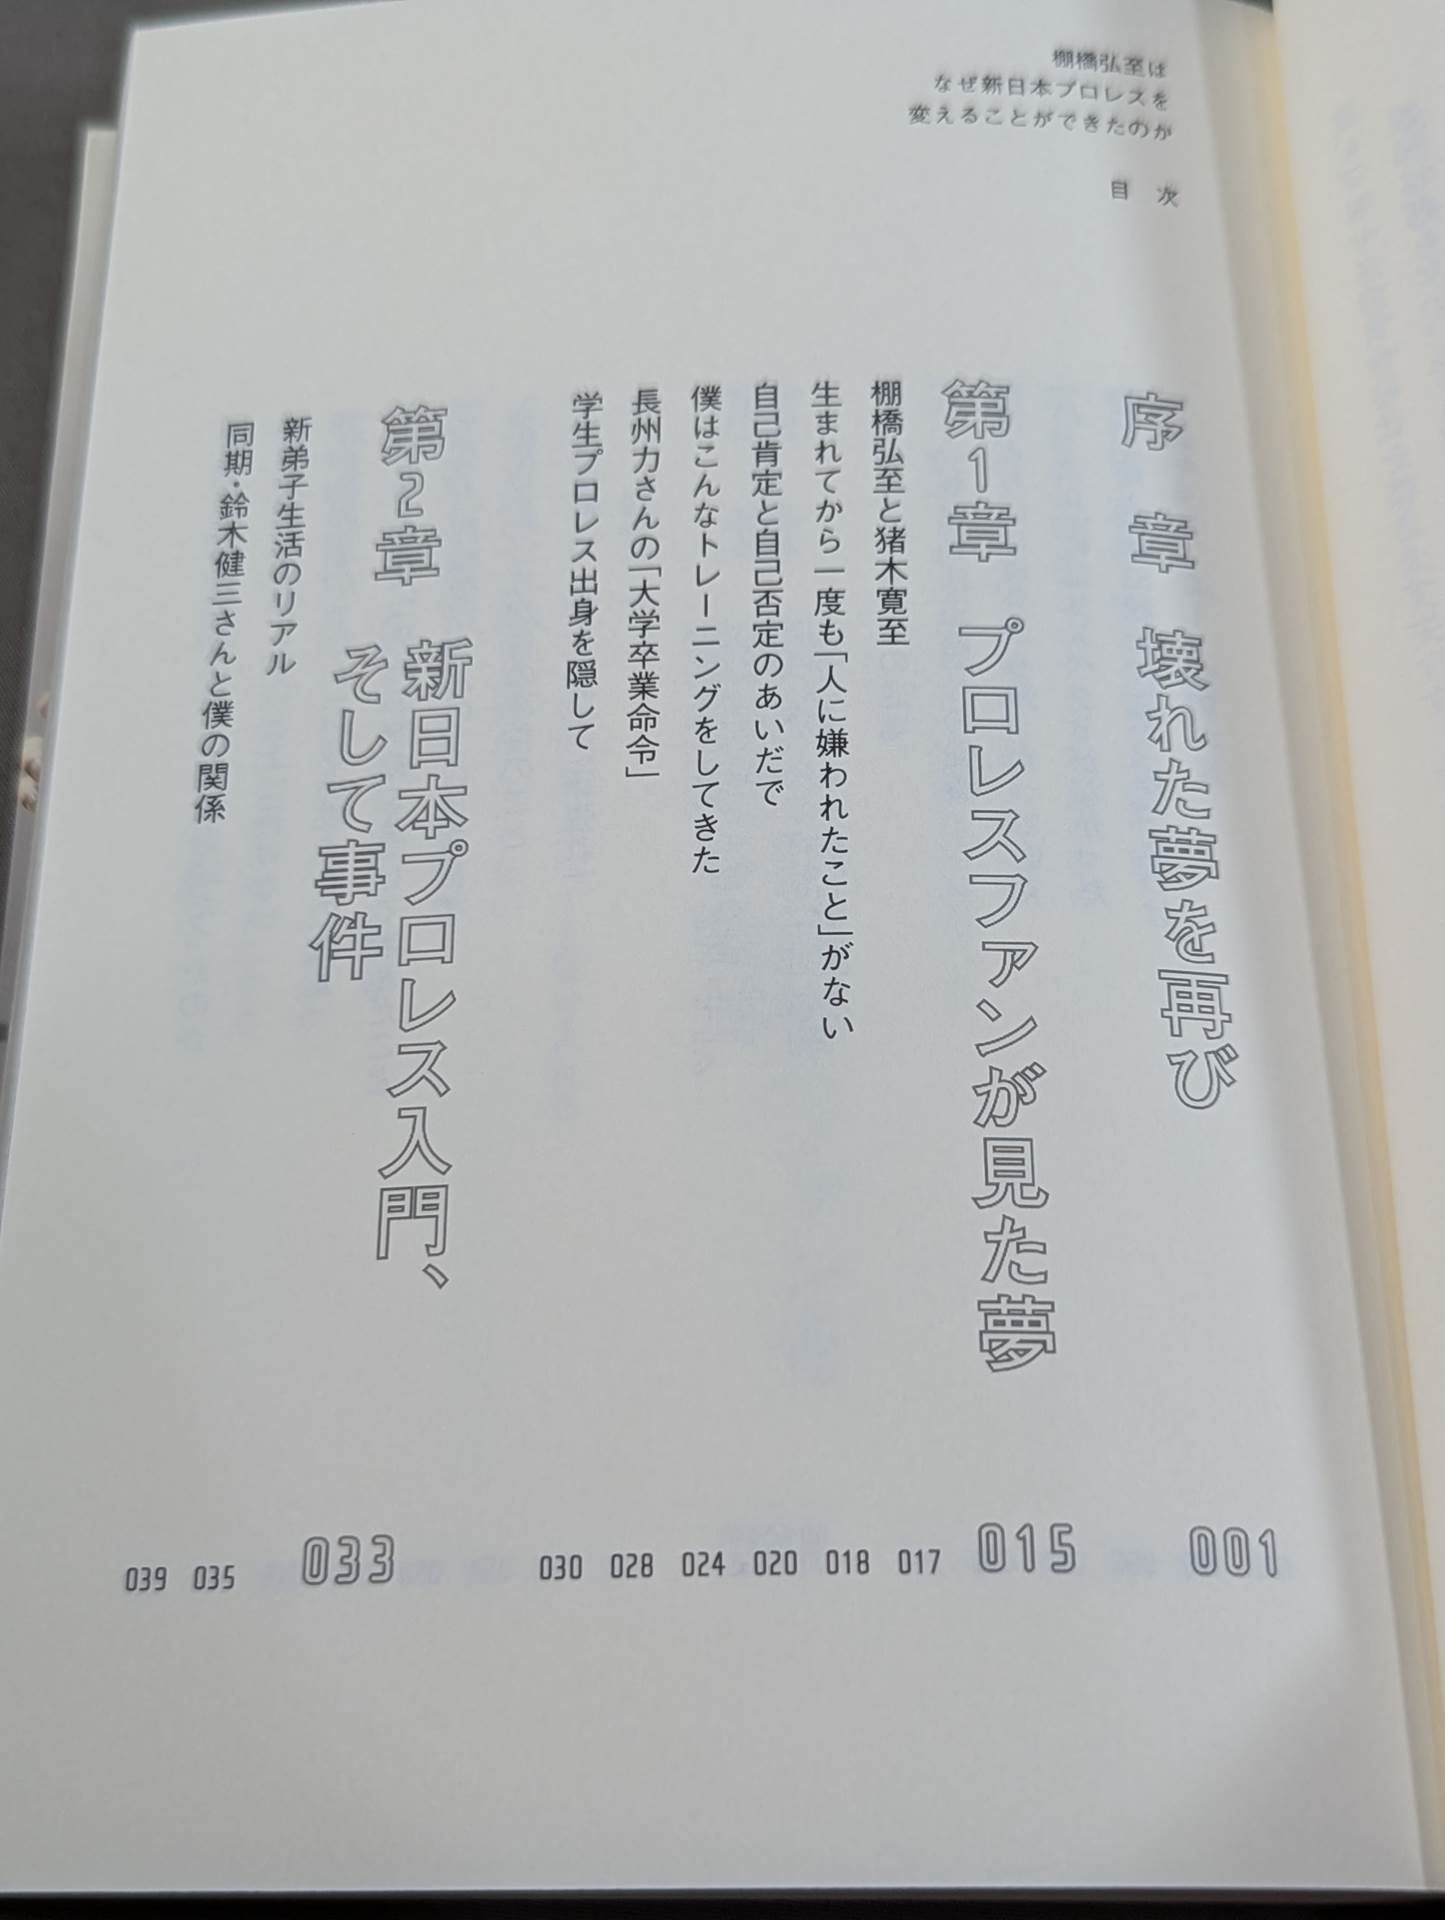 棚橋弘至は
なぜ新日本プロレスを
変えることができたのか
目 次
序 章 壊れた夢を再び 001
第1章 プロレスファンが見た夢 015
棚橋弘至と猪木寛至 017
生まれてから一度も「人に嫌われたこと」がない 018
自己肯定と自己否定のあいだで 020
僕はこんなトレーニングをしてきた 024
長州力さんの「大学卒業命令」 028
学生プロレス出身を隠して 030
第2章 新日本プロレス入門、
そして事件 033
新弟子生活のリアル 035
同期・鈴木健三さんと僕の関係 039